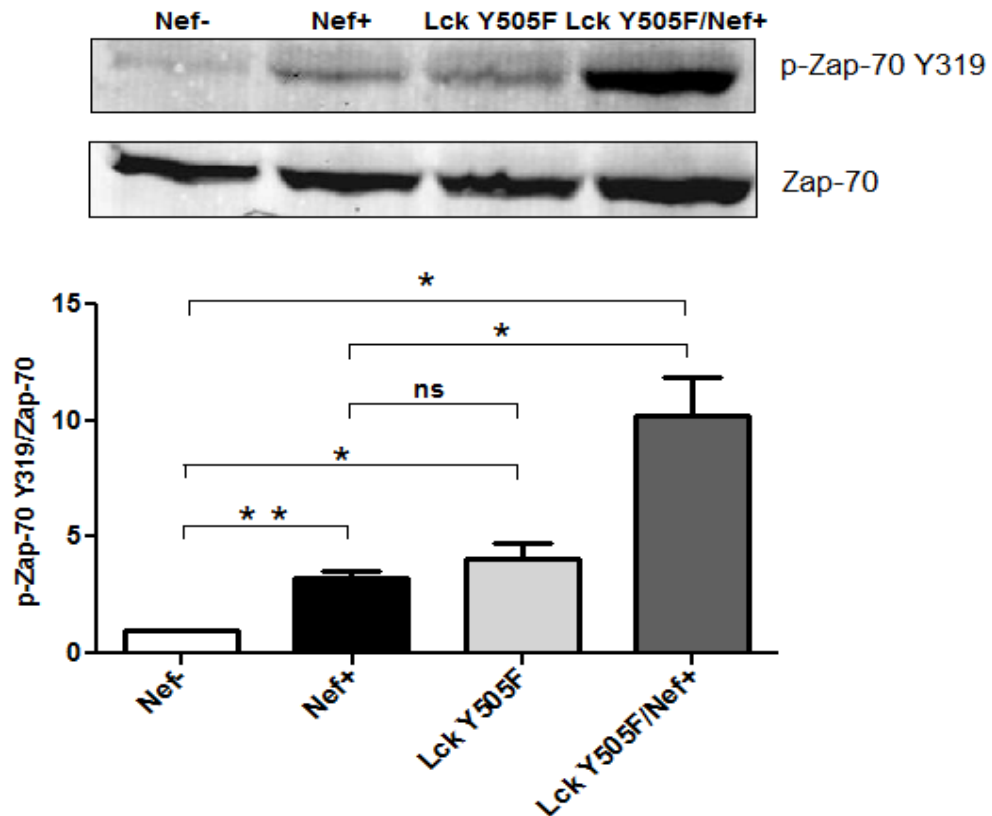 Nef- Nef+ Lck Y505F Lck Y505F/Nef+
p-Zap-70 Y319
Zap-70
p-Zap-70 Y319/Zap-70
15
10
5
0
*
*
ns
*
* *
Nef-
Nef+
Lck Y505F
Lck Y505F/Nef+